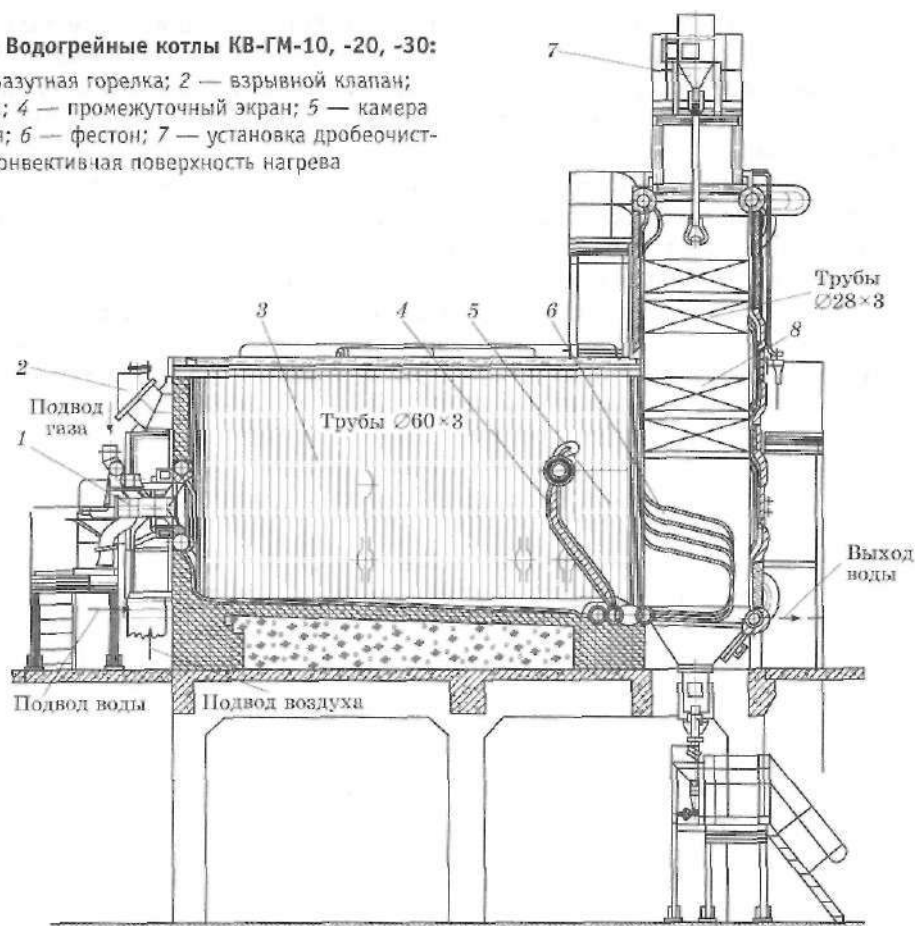 Водогрейные котлы КВ-ГМ-10, -20, -30:
азутная горелка; 2 — взрывной клапан;
; 4 — промежуточный экран; 5 — камера
я; 6 — фестон; 7 — установка дробеочист-
онвективная поверхность нагрева
7
Трубы
∅28×3
3
4
5
6
8
2
Подвод
газа
1
Трубы ∅60×3
Выход
воды
Подвод воды
Подвод воздуха